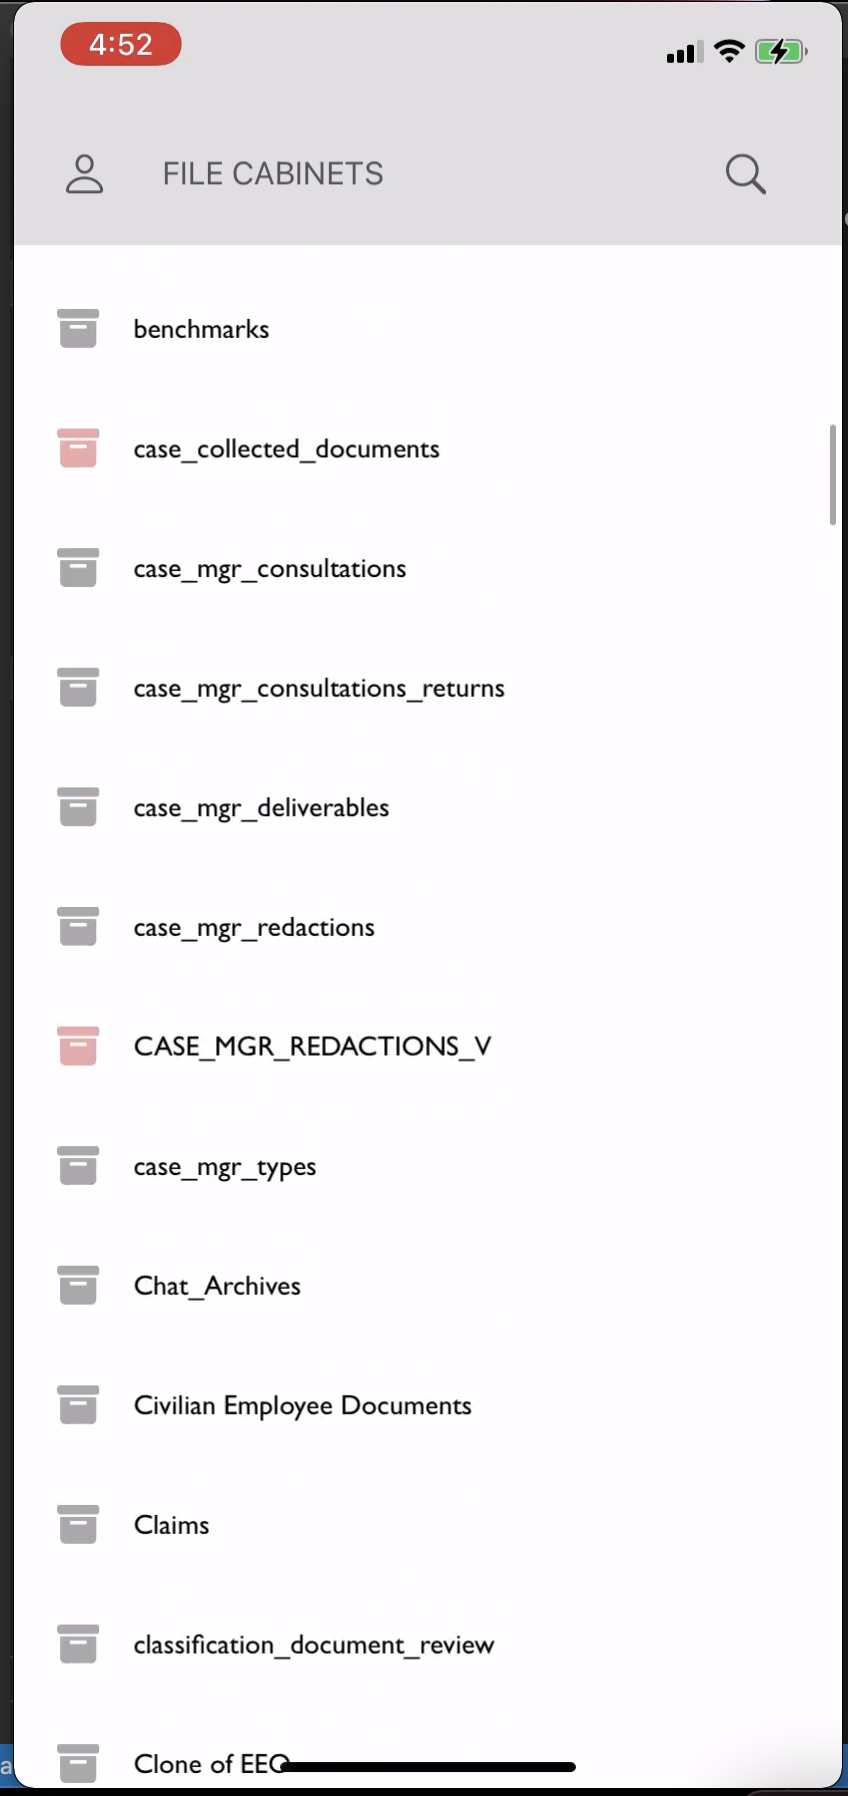 4:52
FILE CABINETS
benchmarks
case_collected_documents
case_mgr_consultations
case_mgr_consultations_returns
case_mgr_deliverables
case_mgr_redactions
CASE_MGR_REDACTIONS_V
case_mgr_types
Chat_Archives
Civilian Employee Documents
Claims
classification_document_review
Clone of EEO